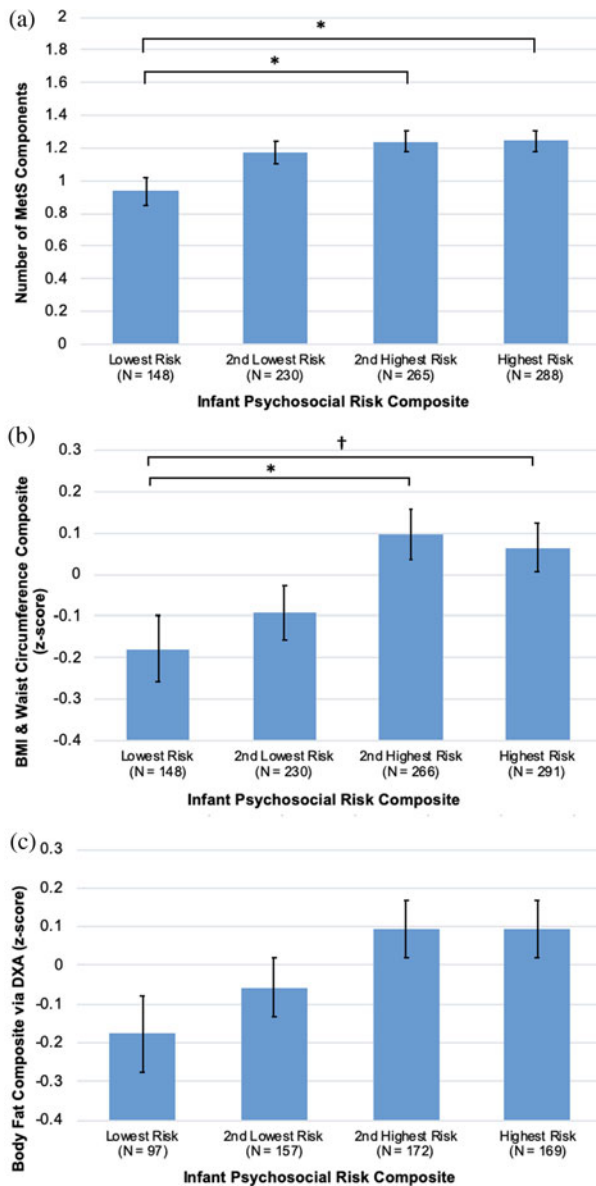 (a)
*
*
2
1.8
1.6
1.4
1.2
1
0.8
0.6
0.4
0.2
0
Number of MetS Components
Lowest Risk 2nd Lowest Risk 2nd Highest Risk Highest Risk
(N = 148) (N = 230) (N = 265) (N = 288)
Infant Psychosocial Risk Composite
(b)
†
*
0.3
0.2
0.1
0
-0.1
-0.2
-0.3
-0.4
BMI & Waist Circumference Composite
(z-score)
Lowest Risk 2nd Lowest Risk 2nd Highest Risk Highest Risk
(N = 148) (N = 230) (N = 266) (N = 291)
Infant Psychosocial Risk Composite
(c)
0.3
0.2
0.1
0
-0.1
-0.2
-0.3
-0.4
Body Fat Composite via DXA (z-score)
Lowest Risk 2nd Lowest Risk 2nd Highest Risk Highest Risk
(N = 97) (N = 157) (N = 172) (N = 169)
Infant Psychosocial Risk Composite